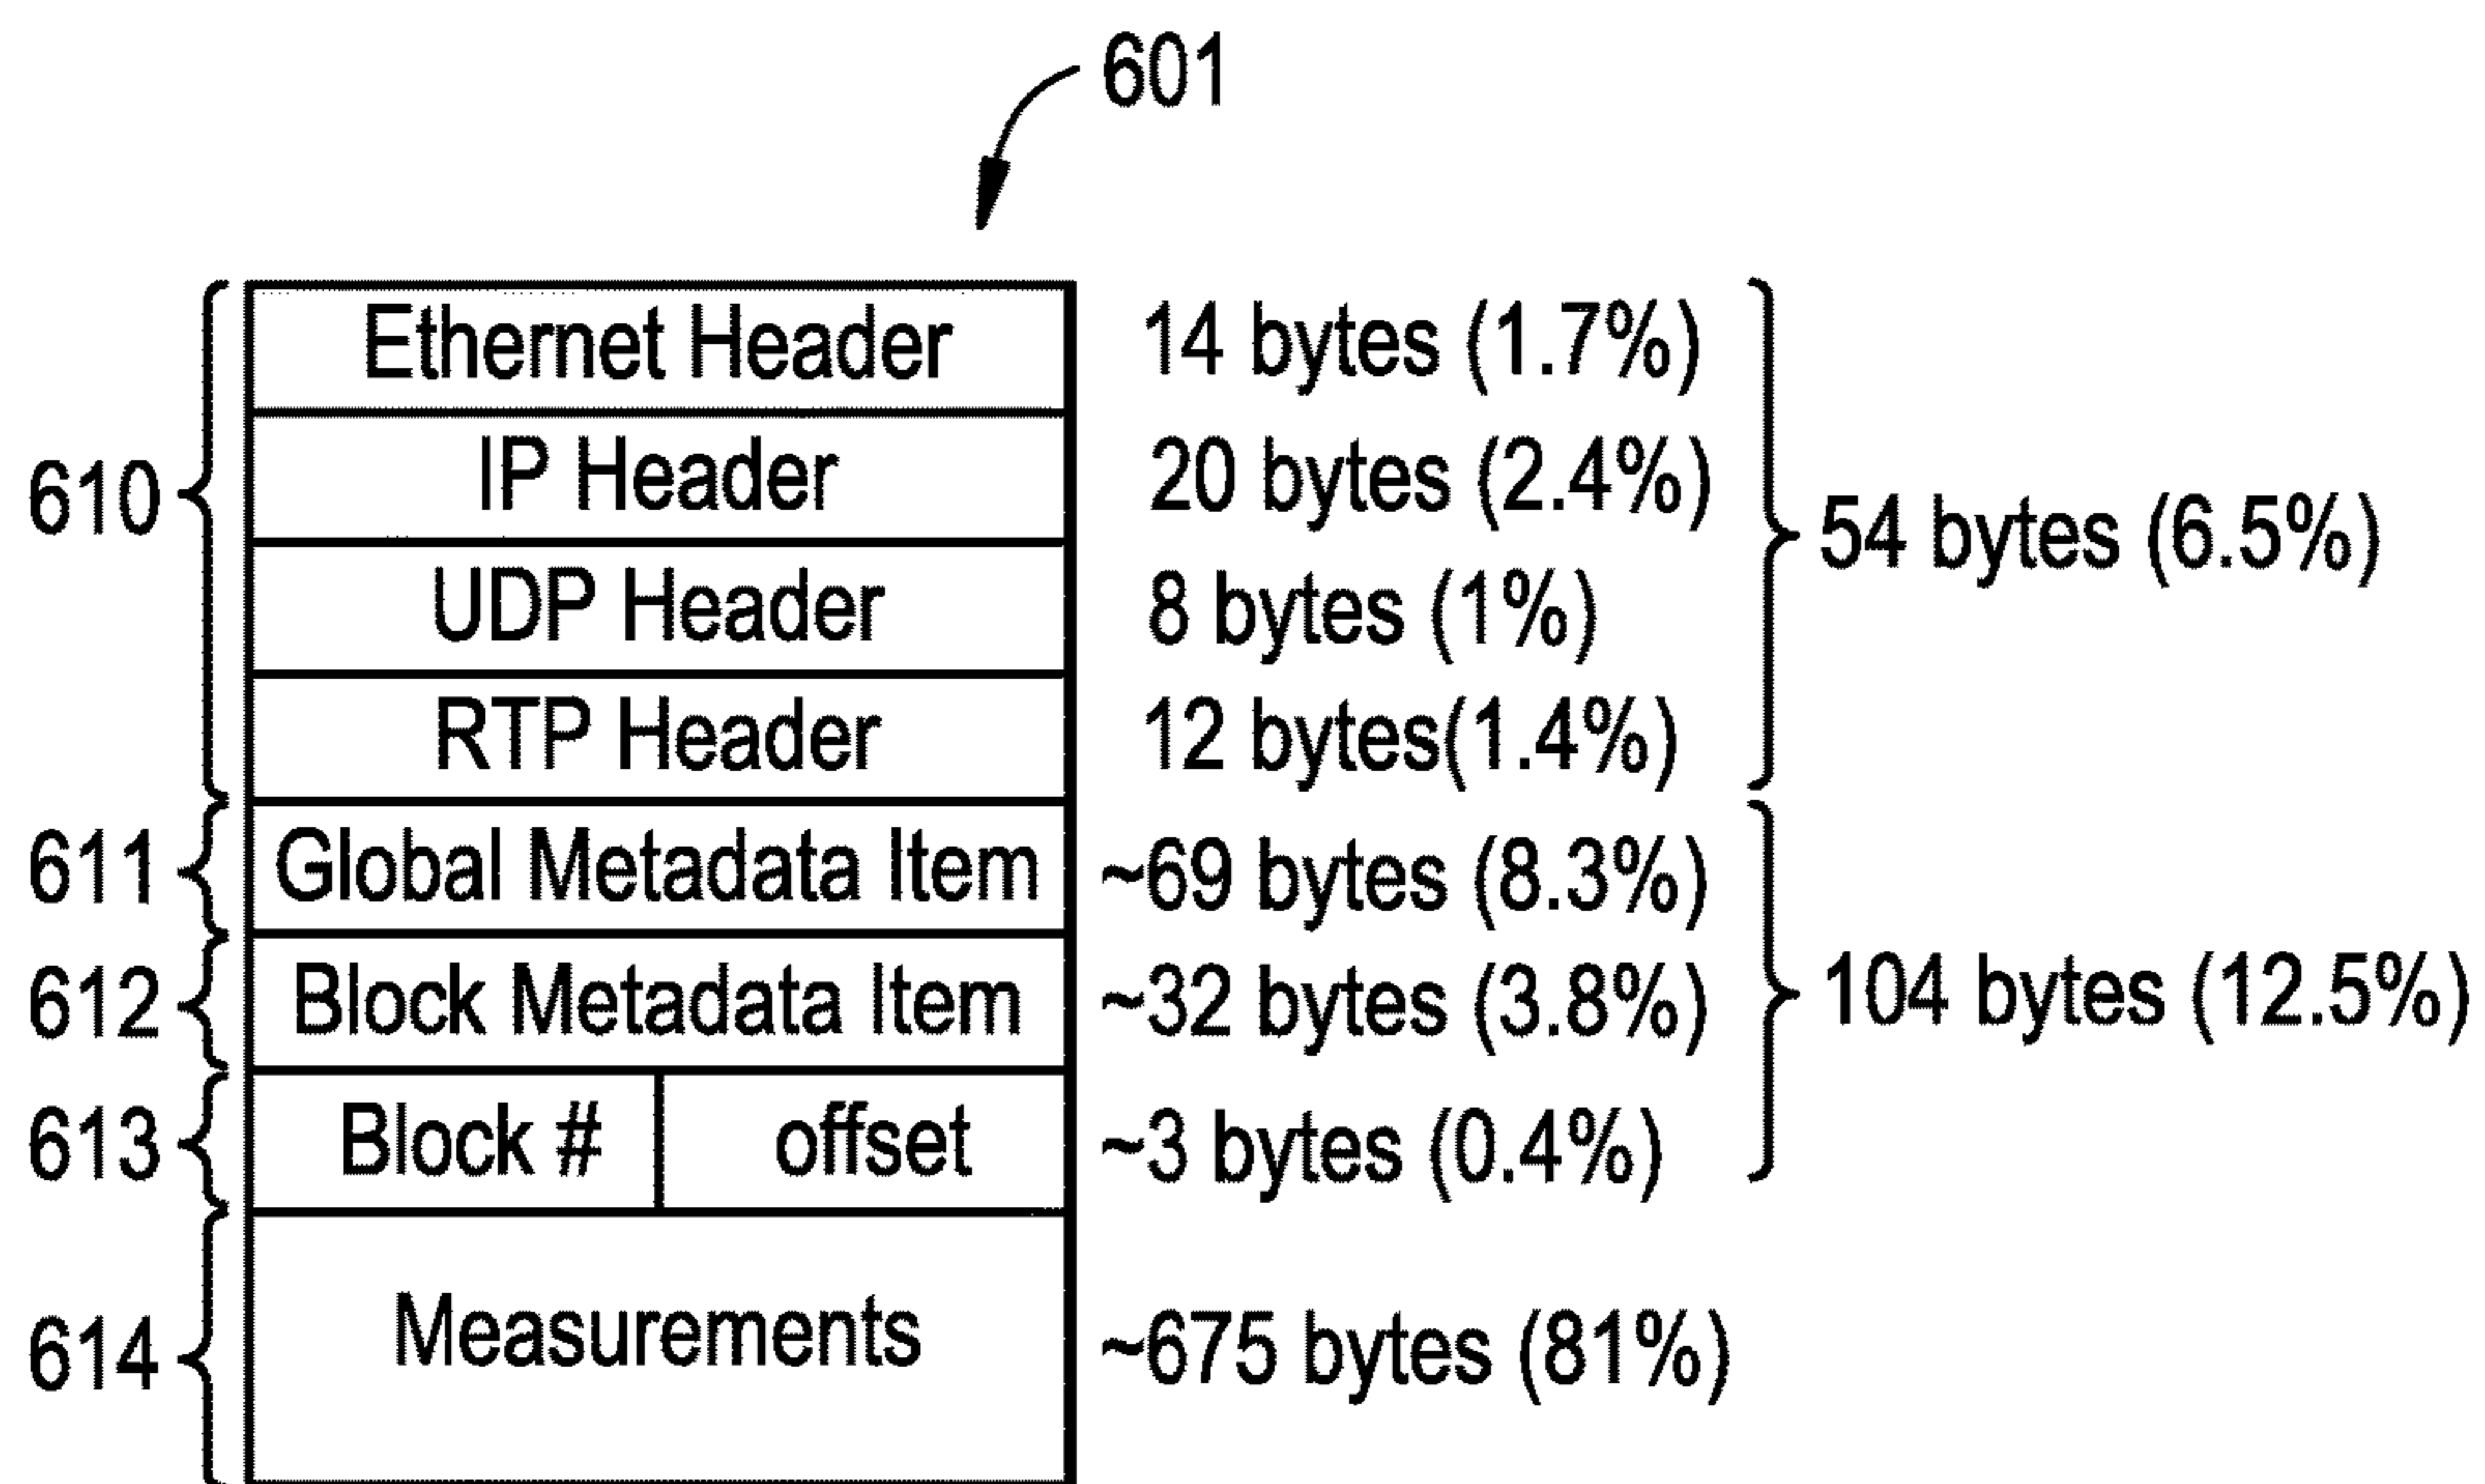 601
610
Ethernet Header 14 bytes (1.7%)
IP Header 20 bytes (2.4%)
UDP Header 8 bytes (1%)
RTP Header 12 bytes(1.4%)
54 bytes (6.5%)
611 Global Metadata Item ~69 bytes (8.3%)
612 Block Metadata Item ~32 bytes (3.8%)
104 bytes (12.5%)
613 Block # offset ~3 bytes (0.4%)
614 Measurements ~675 bytes (81%)